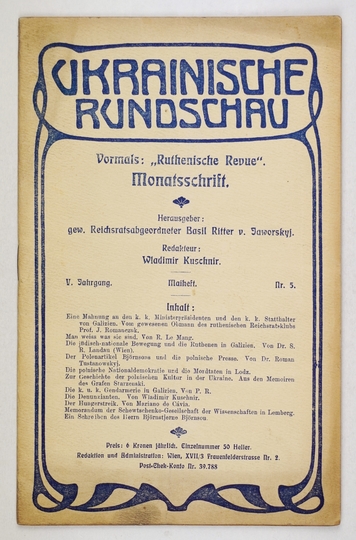 UKRAINISCHE
RUNDSCHAU
Vormals: „Ruthenische Revue".
Monatsschrift.
Herausgeber:
gew. Reichsratsabgeordneter Basil Ritter v. Jaworskyj.
Redakteur:
Wladimir Kuschnir.
V. Jahrgang. Maiheft. Nr. 5.
Inhalt:
Eine Mahnung an den k. k. Ministerpräsidenten und den k. k. Statthalter
von Galizien. Vom gewesenen Obmann des ruthenischen Reichsratsklubs
Prof. J. Romanczuk.
Man weiss was sie sind. Von R. Le Mang.
Die jüdisch-nationale Bewegung und die Ruthenen in Galizien. Von Dr. S.
R. Landau (Wien).
Der Polenartikel Björnsons und die polnische Presse. Von Dr. Roman
Tustanowskyj.
Die polnische Nationaldemokratie und die Mordtaten in Lodz.
Zur Geschichte der polnischen Kultur in der Ukraine. Aus den Memoiren
des Grafen Starzenski.
Die k. u. k. Gendarmerie in Galizien. Von P. R.
Die Denunzianten. Von Wladimir Kuschnir.
Der Hungerstreik. Von Mariano de Cávia.
Memorandum der Schewtschenko-Gesellschaft der Wissenschaften in Lemberg.
Ein Schreiben des Herrn Björnstjerne Björnson.
Preis: 6 Kronen jährlich. Einzelnummer 50 Heller.
Redaktion und Administration: Wien, XVIII/3 Frauenfelderstrasse Nr. 2.
Post-Chek-Konto Nr. 39.788